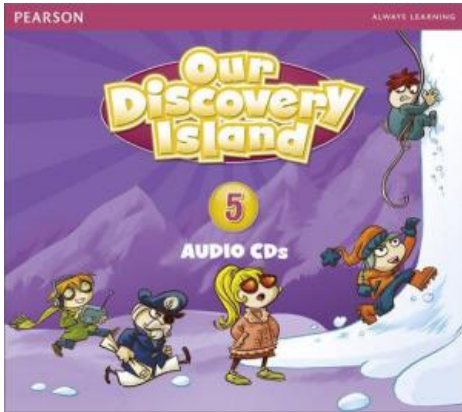 PEARSON
ALWAYS LEARNING
Our
Discovery
Island
5
AUDIO CDs